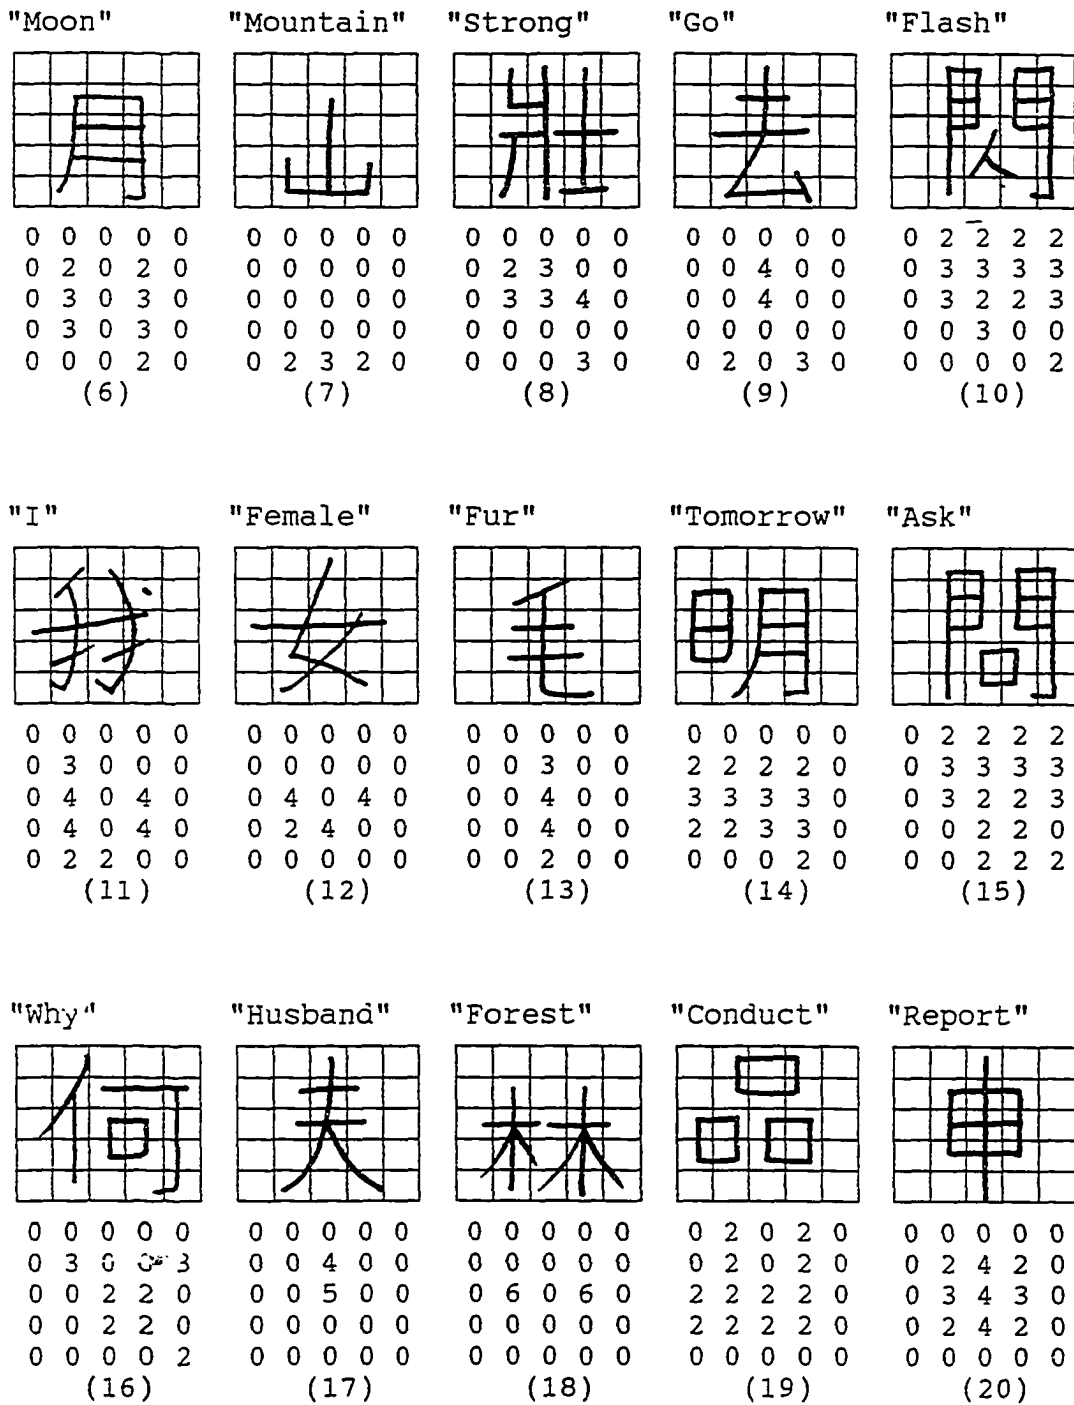 "Moon" "Mountain" "Strong" "Go" "Flash"
月 山 壯 去 閃
0 0 0 0 0 0 0 0 0 0 0 0 0 0 0 0 0 0 0 0 0 2 2 2 2
0 2 0 2 0 0 0 0 0 0 0 2 3 0 0 0 0 4 0 0 0 3 3 3 3
0 3 0 3 0 0 0 0 0 0 0 3 3 4 0 0 0 4 0 0 0 3 2 2 3
0 3 0 3 0 0 0 0 0 0 0 0 0 0 0 0 0 0 0 0 0 0 3 0 0
0 0 0 2 0 0 2 3 2 0 0 0 0 3 0 0 2 0 3 0 0 0 0 0 2
(6) (7) (8) (9) (10)
"I" "Female" "Fur" "Tomorrow" "Ask"
我 女 毛 明 問
0 0 0 0 0 0 0 0 0 0 0 0 0 0 0 0 0 0 0 0 0 2 2 2 2
0 3 0 0 0 0 0 0 0 0 0 0 3 0 0 2 2 2 2 0 0 3 3 3 3
0 4 0 4 0 0 4 0 4 0 0 0 4 0 0 3 3 3 3 0 0 3 2 2 3
0 4 0 4 0 0 2 4 0 0 0 0 4 0 0 2 2 3 3 0 0 0 2 2 0
0 2 2 0 0 0 0 0 0 0 0 0 2 0 0 0 0 0 2 0 0 0 2 2 2
(11) (12) (13) (14) (15)
"Why" "Husband" "Forest" "Conduct" "Report"
何 夫 林 品 申
0 0 0 0 0 0 0 0 0 0 0 0 0 0 0 0 2 0 2 0 0 0 0 0 0
0 3 0 0 3 0 0 4 0 0 0 0 0 0 0 0 2 0 2 0 0 2 4 2 0
0 0 2 2 0 0 0 5 0 0 0 6 0 6 0 2 2 2 2 0 0 3 4 3 0
0 0 2 2 0 0 0 0 0 0 0 0 0 0 0 2 2 2 2 0 0 2 4 2 0
0 0 0 0 2 0 0 0 0 0 0 0 0 0 0 0 0 0 0 0 0 0 0 0 0
(16) (17) (18) (19) (20)